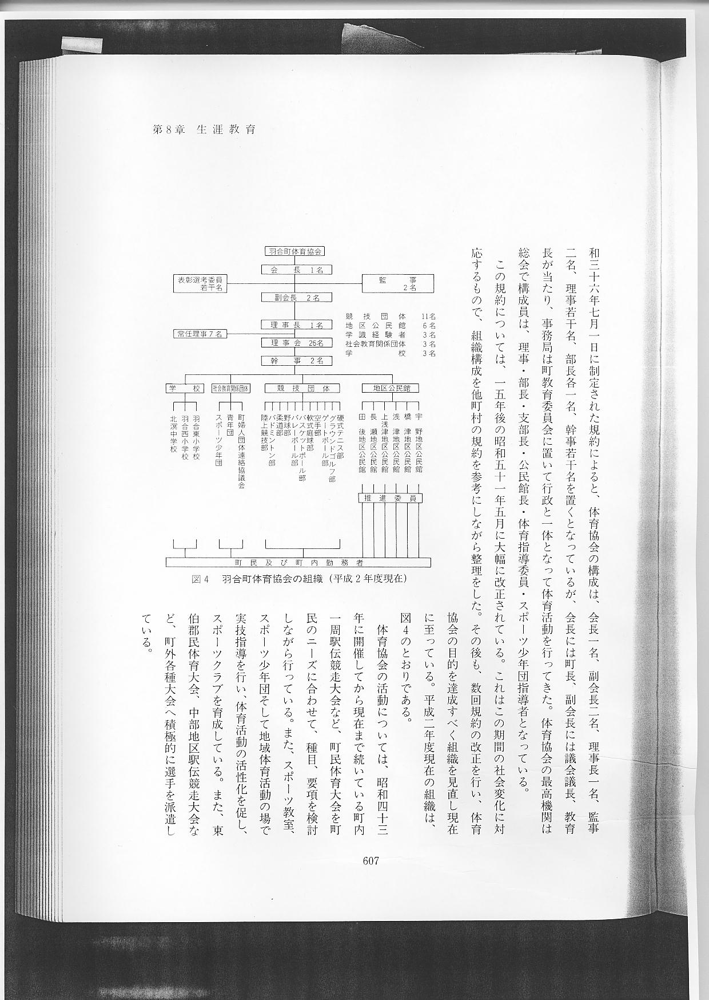 第8章　生涯教育
和三十六年七月一日に制定された規約によると、体育協会の構成は、会長一名、副会長二名、理事長一名、監事
二名、理事若干名、部長各一名、幹事若干名を置くとなっているが、会長には町長、副会長には議会議長、教育
長が当たり、事務局は町教育委員会に置いて行政と一体となって体育活動を行ってきた。体育協会の最高機関は
総会で構成員は、理事・部長・支部長・公民館長・体育指導委員・スポーツ少年団指導者となっている。
この規約については、一五年後の昭和五十一年五月に大幅に改正されている。これはこの期間の社会変化に対
応するもので、組織構成を他町村の規約を参考にしながら整理をした。その後も、数回規約の改正を行い、体育
協会の目的を達成すべく組織を見直し現在
に至っている。平成二年度現在の組織は、
図4のとおりである。
体育協会の活動については、昭和四十三
年に開催してから現在まで続いている町内
一周駅伝競走大会など、町民体育大会を町
民のニーズに合わせて、種目、要項を検討
しながら行っている。また、スポーツ教室、
スポーツ少年団そして地域体育活動の場で
実技指導を行い、体育活動の活性化を促し、
スポーツクラブを育成している。また、東
伯郡民体育大会、中部地区駅伝競走大会な
ど、町外各種大会へ積極的に選手を派遣し
ている。
羽合町体育協会
会　長　1名
表彰選考委員
若干名
監　事
2名
副会長　2名
理事長　1名
常任理事7名
理事会　26名
幹　事　2名
競技団体　11名
地区公民館　6名
学識経験者　3名
社会教育関係団体　3名
学　校　3名
学　校
社会教育関係団体
競技団体
地区公民館
北溟中学校
羽合西小学校
羽合東小学校
スポーツ少年団
青年団
町婦人団体連絡協議会
陸上競技部
バドミントン部
柔道部
野球部
バレーボール部
バスケットボール部
軟式庭球部
空手部
ゲートボール部
グラウンドゴルフ部
硬式テニス部
田後地区公民館
長瀬地区公民館
上浅津地区公民館
浅津地区公民館
橋津地区公民館
宇野地区公民館
推進委員
町民及び町内勤務者
図4　羽合町体育協会の組織（平成2年度現在）
607